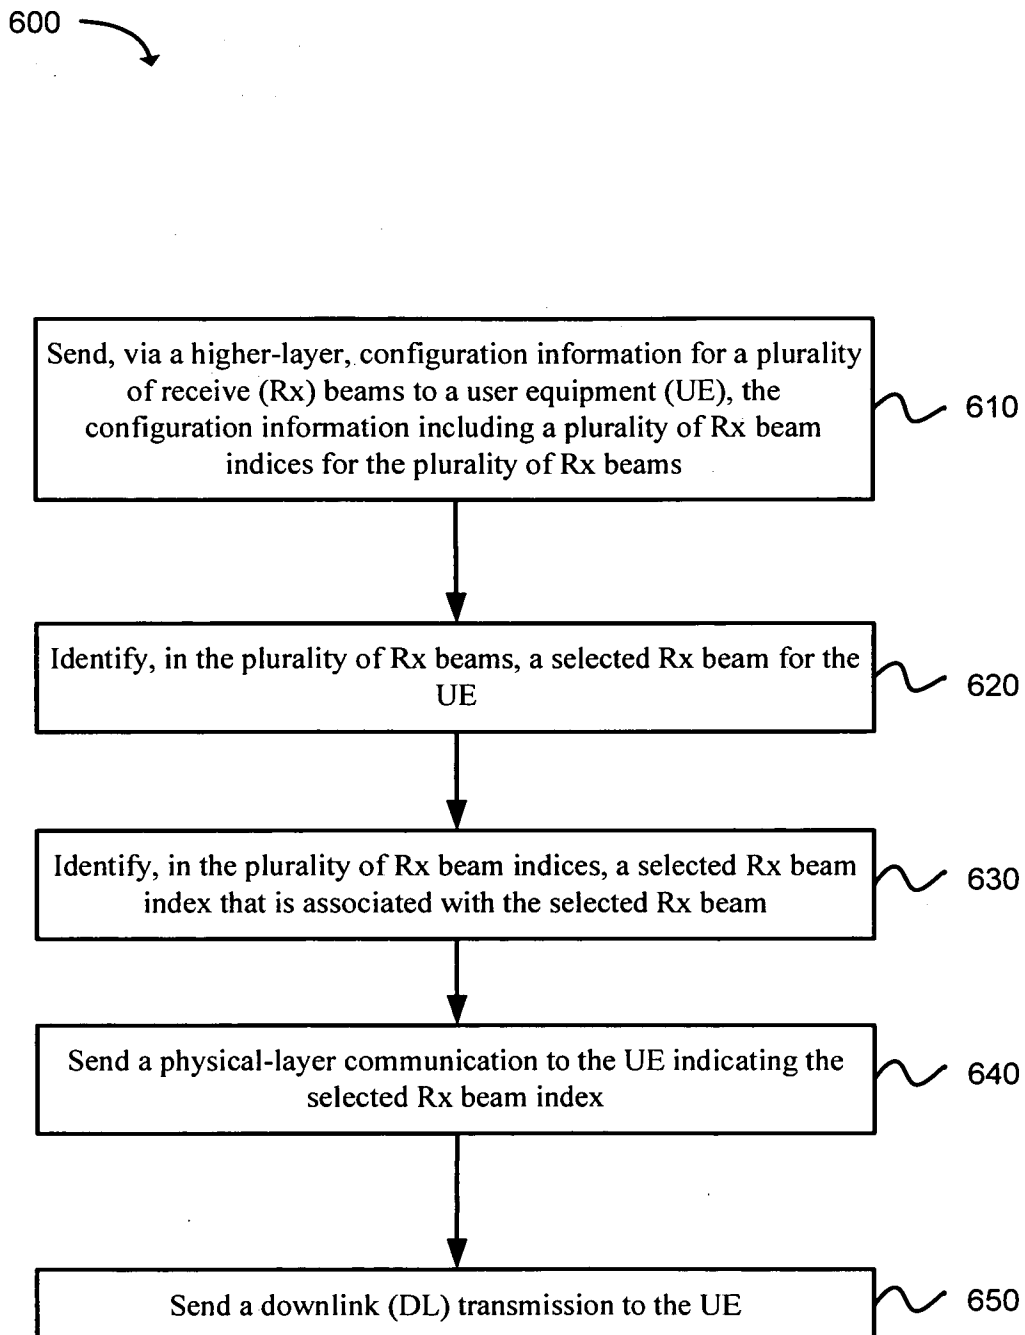 600
Send, via a higher-layer, configuration information for a plurality
of receive (Rx) beams to a user equipment (UE), the
configuration information including a plurality of Rx beam
indices for the plurality of Rx beams
610
Identify, in the plurality of Rx beams, a selected Rx beam for the
UE
620
Identify, in the plurality of Rx beam indices, a selected Rx beam
index that is associated with the selected Rx beam
630
Send a physical-layer communication to the UE indicating the
selected Rx beam index
640
Send a downlink (DL) transmission to the UE
650